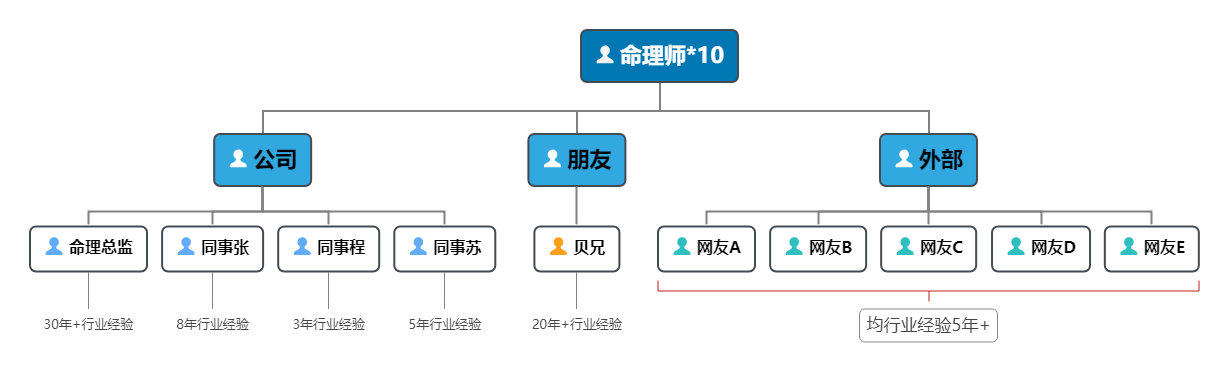 命理师*10
公司
朋友
外部
命理总监
同事张
同事程
同事苏
贝兄
网友A
网友B
网友C
网友D
网友E
30年+行业经验
8年行业经验
3年行业经验
5年行业经验
20年+行业经验
均行业经验5年+